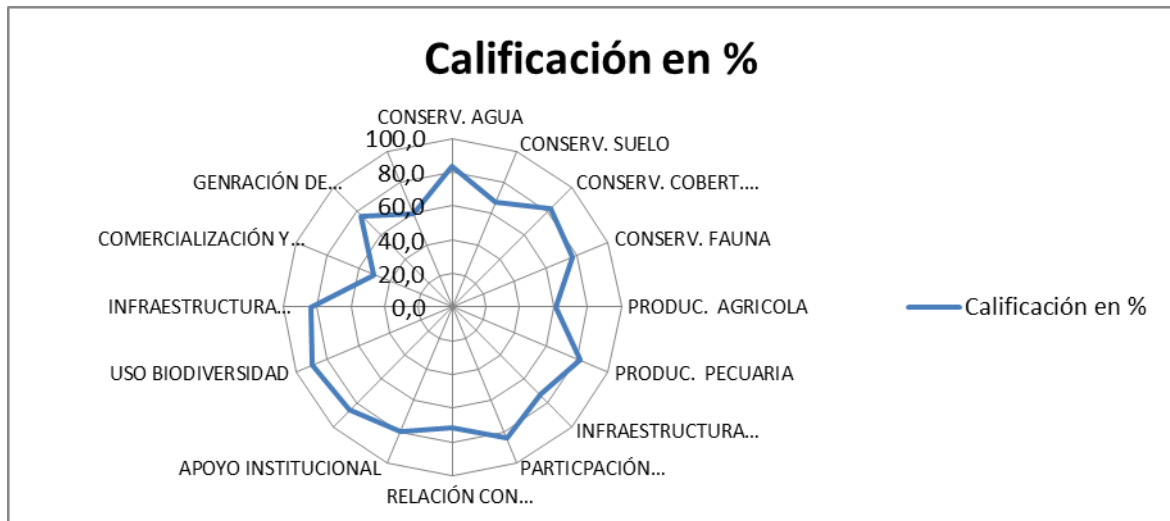 Calificación en %
CONSERV. AGUA
CONSERV. SUELO
CONSERV. COBERT....
CONSERV. FAUNA
PRODUC. AGRICOLA
PRODUC. PECUARIA
INFRAESTRUCTURA...
PARTICPACIÓN...
RELACIÓN CON...
APOYO INSTITUCIONAL
USO BIODIVERSIDAD
INFRAESTRUCTURA...
COMERCIALIZACIÓN Y...
GENRACIÓN DE...
100,0
80,0
60,0
40,0
20,0
0,0
Calificación en %